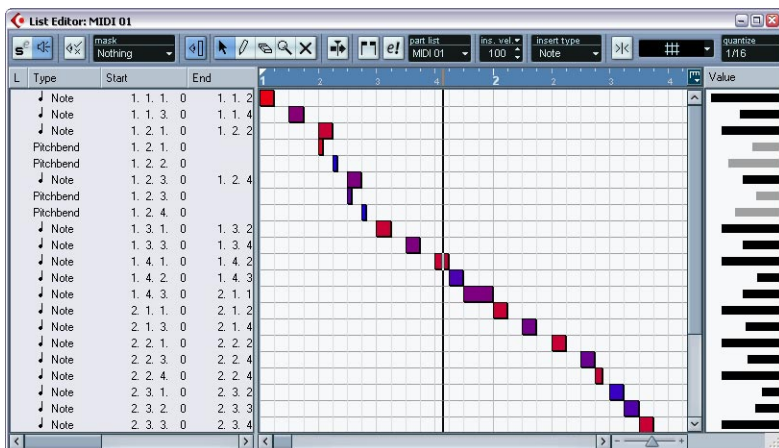 List Editor: MIDI 01
mask
Nothing
part list
MIDI 01
ins. vel.
100
insert type
Note
quantize
1/16
L Type Start End 1 2 3 4 2 2 3 4 Value
Note 1. 1. 1. 0 1. 1. 2
Note 1. 1. 3. 0 1. 1. 4
Note 1. 2. 1. 0 1. 2. 2
Pitchbend 1. 2. 1. 0
Pitchbend 1. 2. 2. 0
Note 1. 2. 3. 0 1. 2. 4
Pitchbend 1. 2. 3. 0
Pitchbend 1. 2. 4. 0
Note 1. 3. 1. 0 1. 3. 2
Note 1. 3. 3. 0 1. 3. 4
Note 1. 4. 1. 0 1. 4. 2
Note 1. 4. 2. 0 1. 4. 3
Note 1. 4. 3. 0 2. 1. 1
Note 2. 1. 1. 0 2. 1. 2
Note 2. 1. 3. 0 2. 1. 4
Note 2. 2. 1. 0 2. 2. 2
Note 2. 2. 3. 0 2. 2. 4
Note 2. 2. 4. 0 2. 2. 4
Note 2. 3. 1. 0 2. 3. 2
Note 2. 3. 2. 0 2. 3. 3
Note 2. 3. 3. 0 2. 3. 4